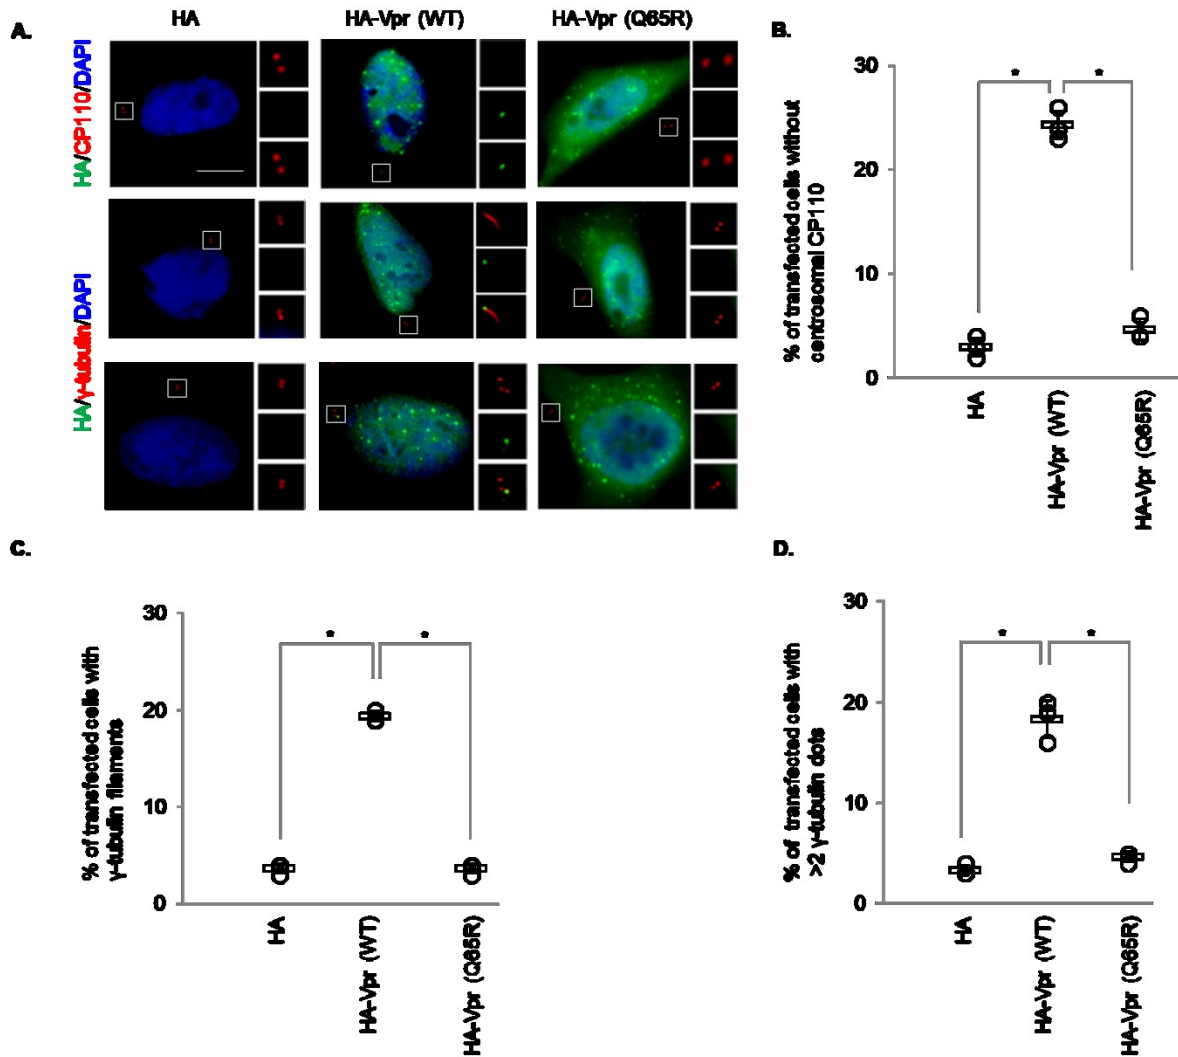 A.
HA
HA-Vpr (WT)
HA-Vpr (Q65R)
HA/CP110/DAPI
HA/γ-tubulin/DAPI
B.
% of transfected cells without
centrosomal CP110
30
20
10
0
*
*
HA
HA-Vpr (WT)
HA-Vpr (Q65R)
C.
% of transfected cells with
γ-tubulin filaments
30
20
10
0
*
*
HA
HA-Vpr (WT)
HA-Vpr (Q65R)
D.
% of transfected cells with
>2 γ-tubulin dots
30
20
10
0
*
*
HA
HA-Vpr (WT)
HA-Vpr (Q65R)